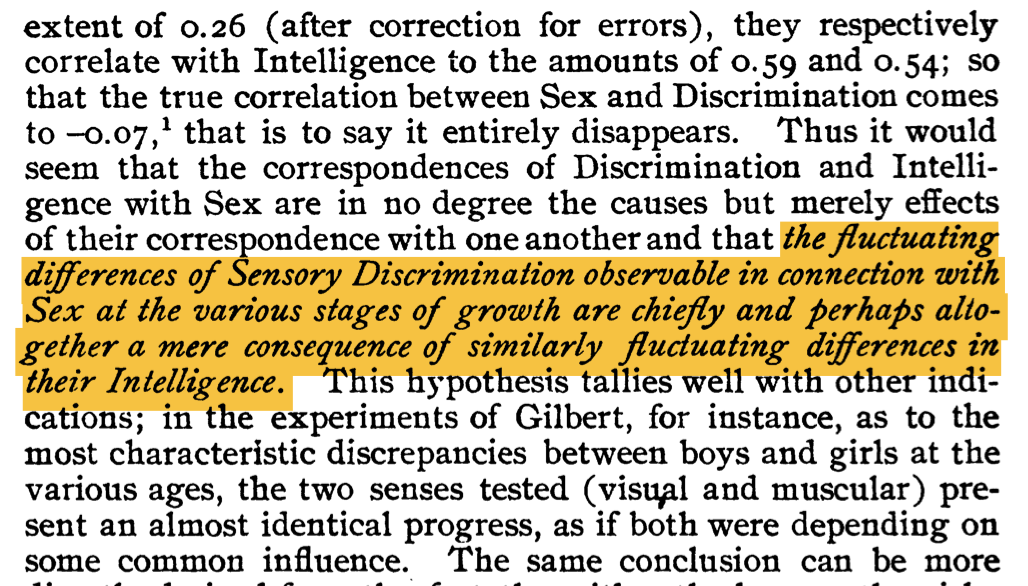 extent of 0.26 (after correction for errors), they respectively
correlate with Intelligence to the amounts of 0.59 and 0.54; so
that the true correlation between Sex and Discrimination comes
to —0.07,¹ that is to say it entirely disappears. Thus it would
seem that the correspondences of Discrimination and Intelli-
gence with Sex are in no degree the causes but merely effects
of their correspondence with one another and that the fluctuating
differences of Sensory Discrimination observable in connection with
Sex at the various stages of growth are chiefly and perhaps alto-
gether a mere consequence of similarly fluctuating differences in
their Intelligence. This hypothesis tallies well with other indi-
cations; in the experiments of Gilbert, for instance, as to the
most characteristic discrepancies between boys and girls at the
various ages, the two senses tested (visual and muscular) pre-
sent an almost identical progress, as if both were depending on
some common influence. The same conclusion can be more